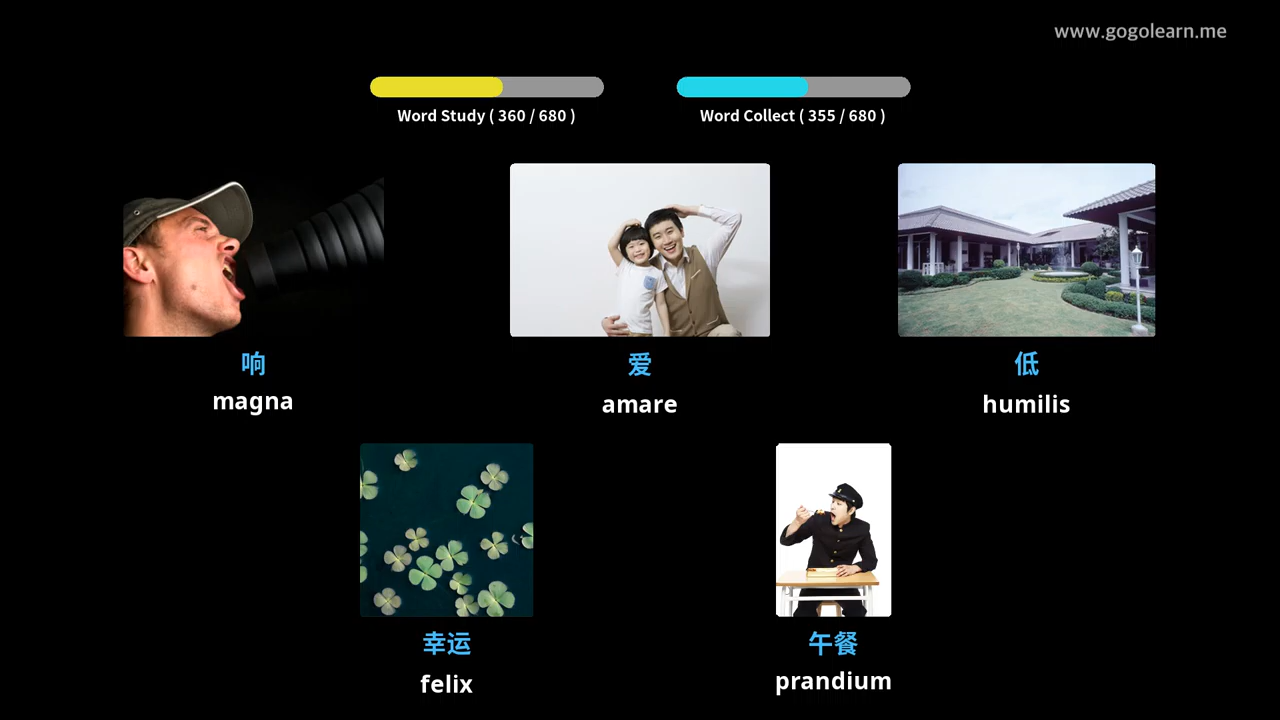 www.gogolearn.me
Word Study ( 360 / 680 )
Word Collect ( 355 / 680 )
响
magna
爱
amare
低
humilis
幸运
felix
午餐
prandium